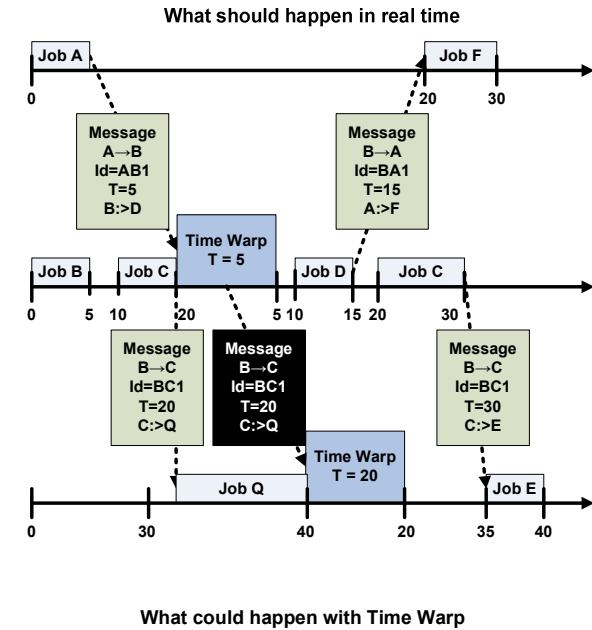 What should happen in real time
Job A
Job F
0
20
30
Message
A→B
Id=AB1
T=5
B:>D
Message
B→A
Id=BA1
T=15
A:>F
Time Warp
T = 5
Job B
Job C
Job D
Job C
0
5
10
20
5
10
15
20
30
Message
B→C
Id=BC1
T=20
C:>Q
Message
B→C
Id=BC1
T=20
C:>Q
Message
B→C
Id=BC1
T=30
C:>E
Time Warp
T = 20
Job Q
Job E
0
30
40
20
35
40
What could happen with Time Warp